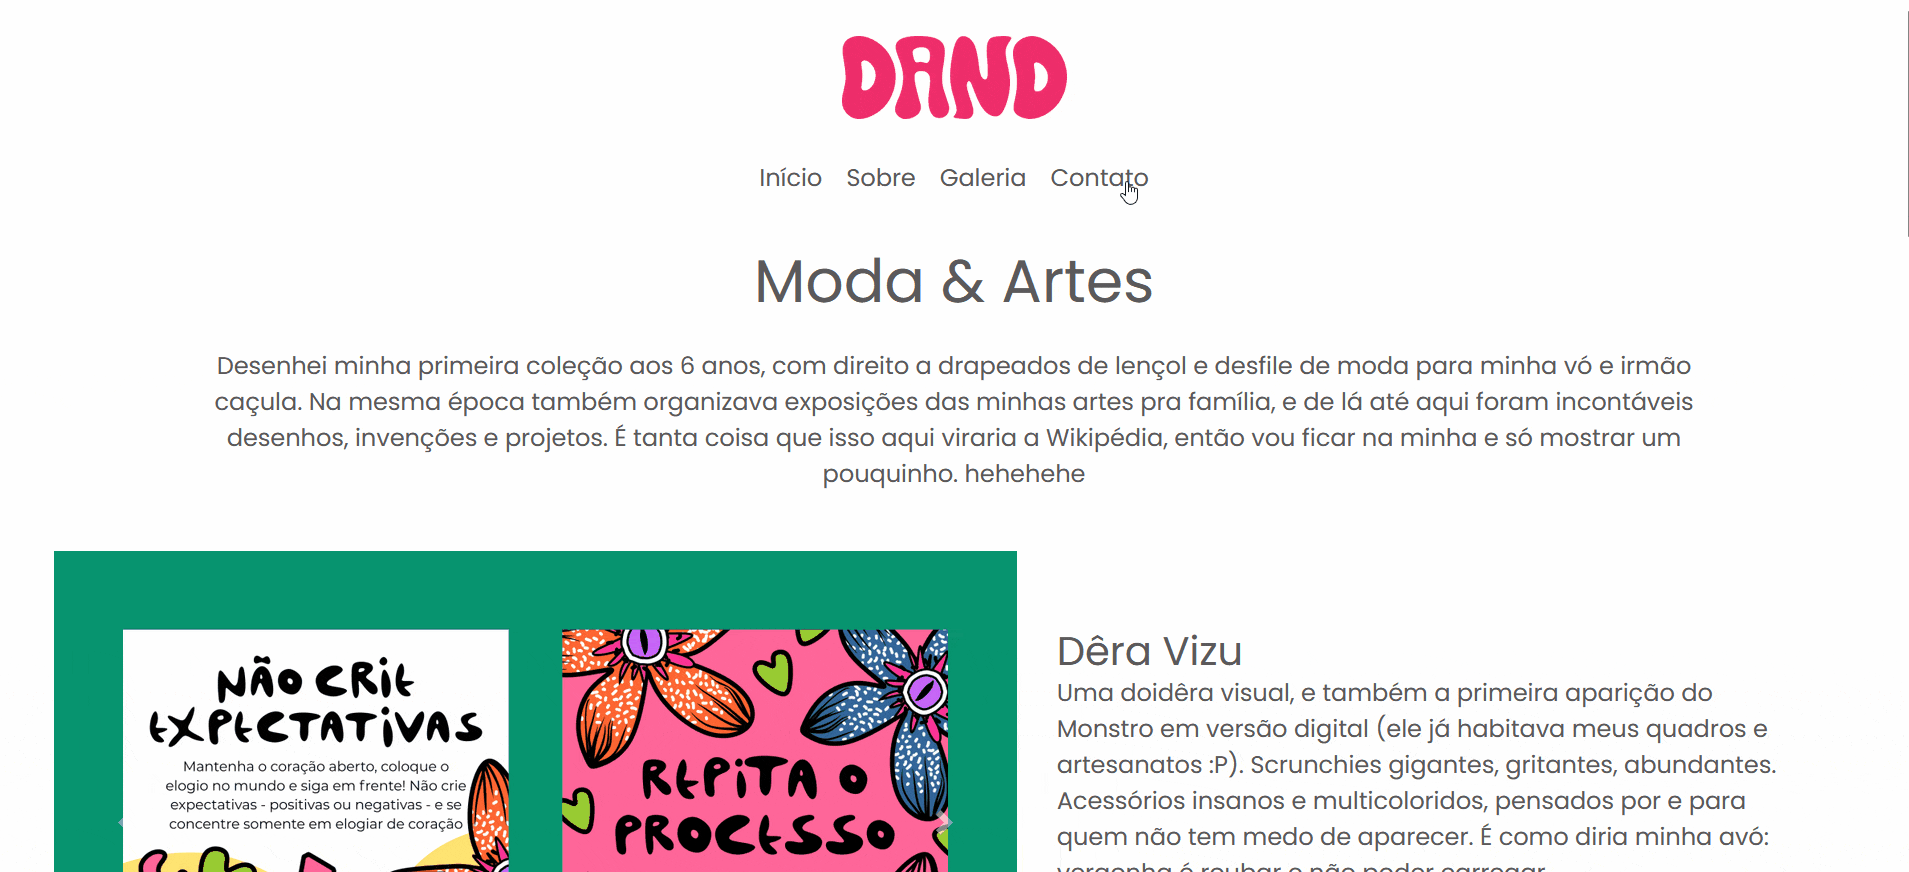 DAND
Início Sobre Galeria Contato
Moda & Artes
Desenhei minha primeira coleção aos 6 anos, com direito a drapeados de lençol e desfile de moda para minha vó e irmão
caçula. Na mesma época também organizava exposições das minhas artes pra família, e de lá até aqui foram incontáveis
desenhos, invenções e projetos. É tanta coisa que isso aqui viraria a Wikipédia, então vou ficar na minha e só mostrar um
pouquinho. hehehehe
NÃO CRIE
EXPECTATIVAS
Mantenha o coração aberto, coloque o
elogio no mundo e siga em frente! Não crie
expectativas - positivas ou negativas - e se
concentre somente em elogiar de coração
REPITA O
PROCESSO
Dêra Vizu
Uma doidêra visual, e também a primeira aparição do
Monstro em versão digital (ele já habitava meus quadros e
artesanatos :P). Scrunchies gigantes, gritantes, abundantes.
Acessórios insanos e multicoloridos, pensados por e para
quem não tem medo de aparecer. É como diria minha avó:
vergonha é roubar e não poder carregar.